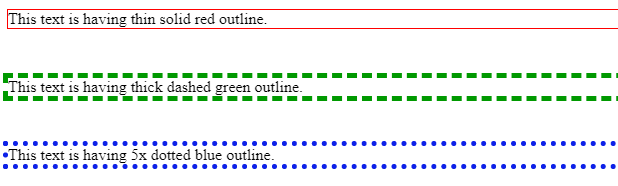 This text is having thin solid red outline.
This text is having thick dashed green outline.
This text is having 5x dotted blue outline.